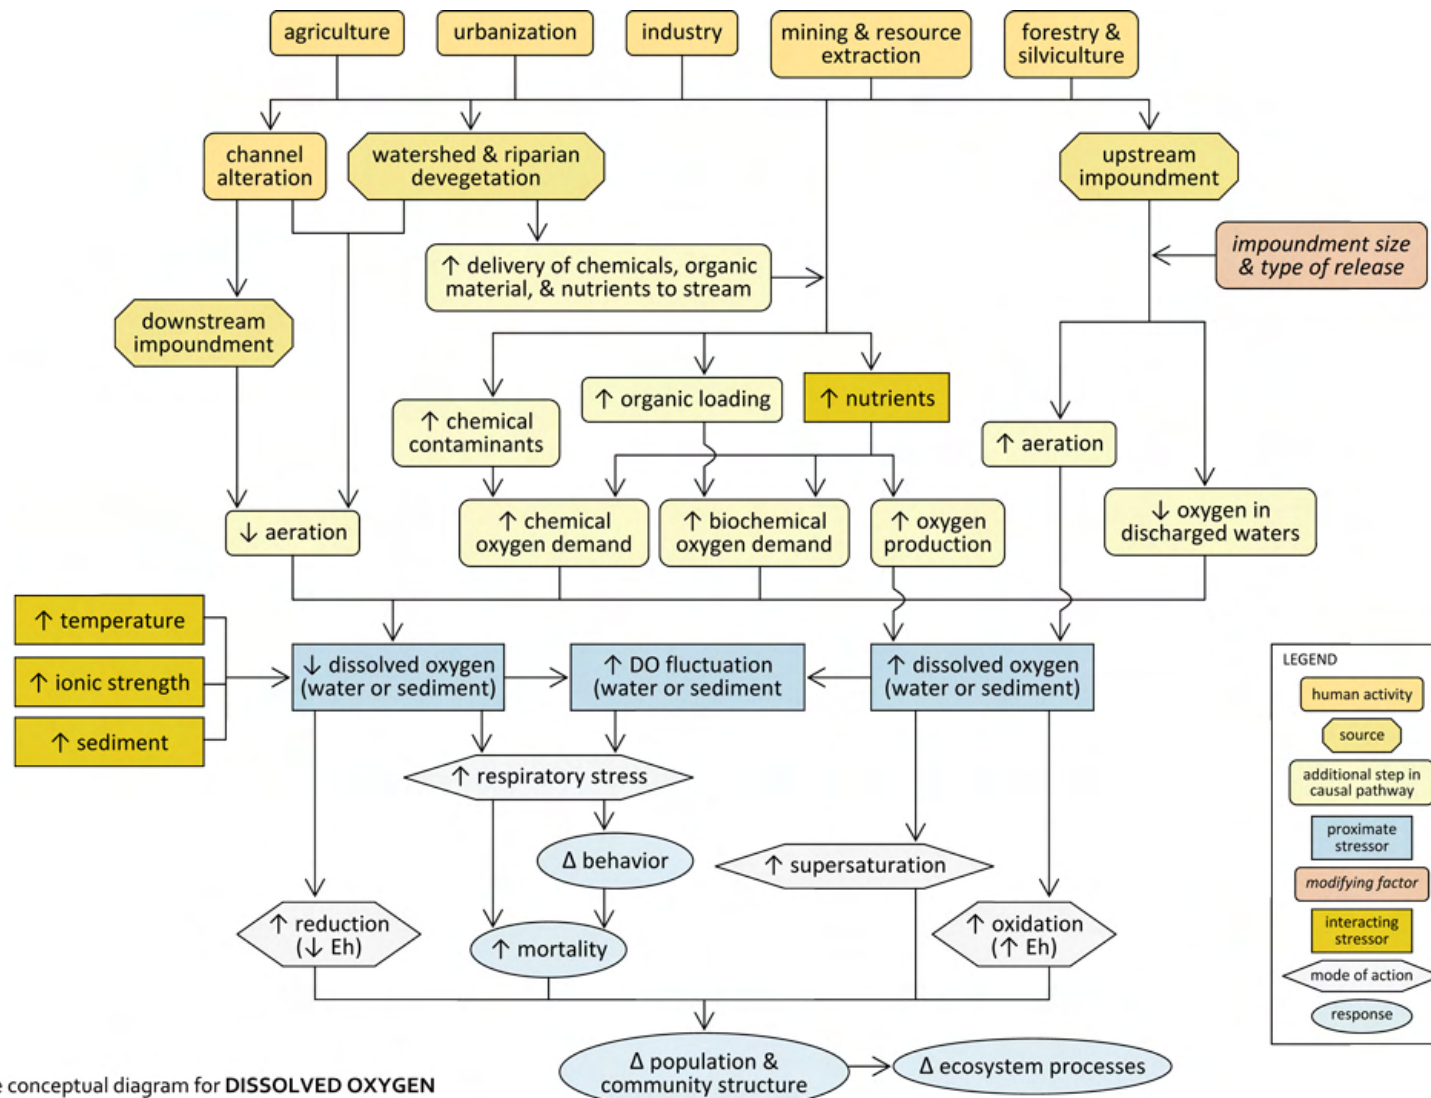 agriculture
urbanization
industry
mining & resource
extraction
forestry &
silviculture
channel
alteration
watershed & riparian
devegetation
upstream
impoundment
↑ delivery of chemicals, organic
material, & nutrients to stream
impoundment size
& type of release
downstream
impoundment
↑ chemical
contaminants
↑ organic loading
↑ nutrients
↑ aeration
↓ aeration
↑ chemical
oxygen demand
↑ biochemical
oxygen demand
↑ oxygen
production
↓ oxygen in
discharged waters
↑ temperature
↑ ionic strength
↑ sediment
↓ dissolved oxygen
(water or sediment)
↑ DO fluctuation
(water or sediment
↑ dissolved oxygen
(water or sediment)
↑ respiratory stress
Δ behavior
↑ supersaturation
↑ reduction
(↓ Eh)
↑ mortality
↑ oxidation
(↑ Eh)
Δ population &
community structure
Δ ecosystem processes
LEGEND
human activity
source
additional step in
causal pathway
proximate
stressor
modifying factor
interacting
stressor
mode of action
response
e conceptual diagram for DISSOLVED OXYGEN